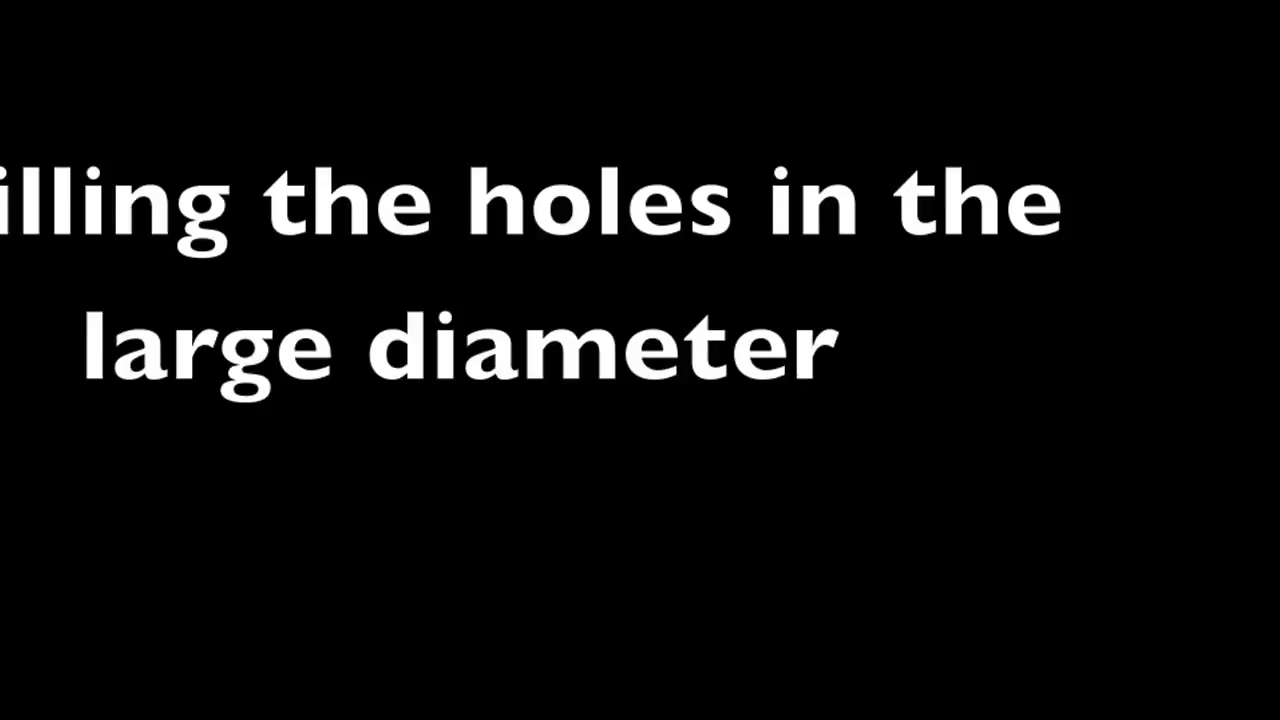 illing the holes in the
large diameter